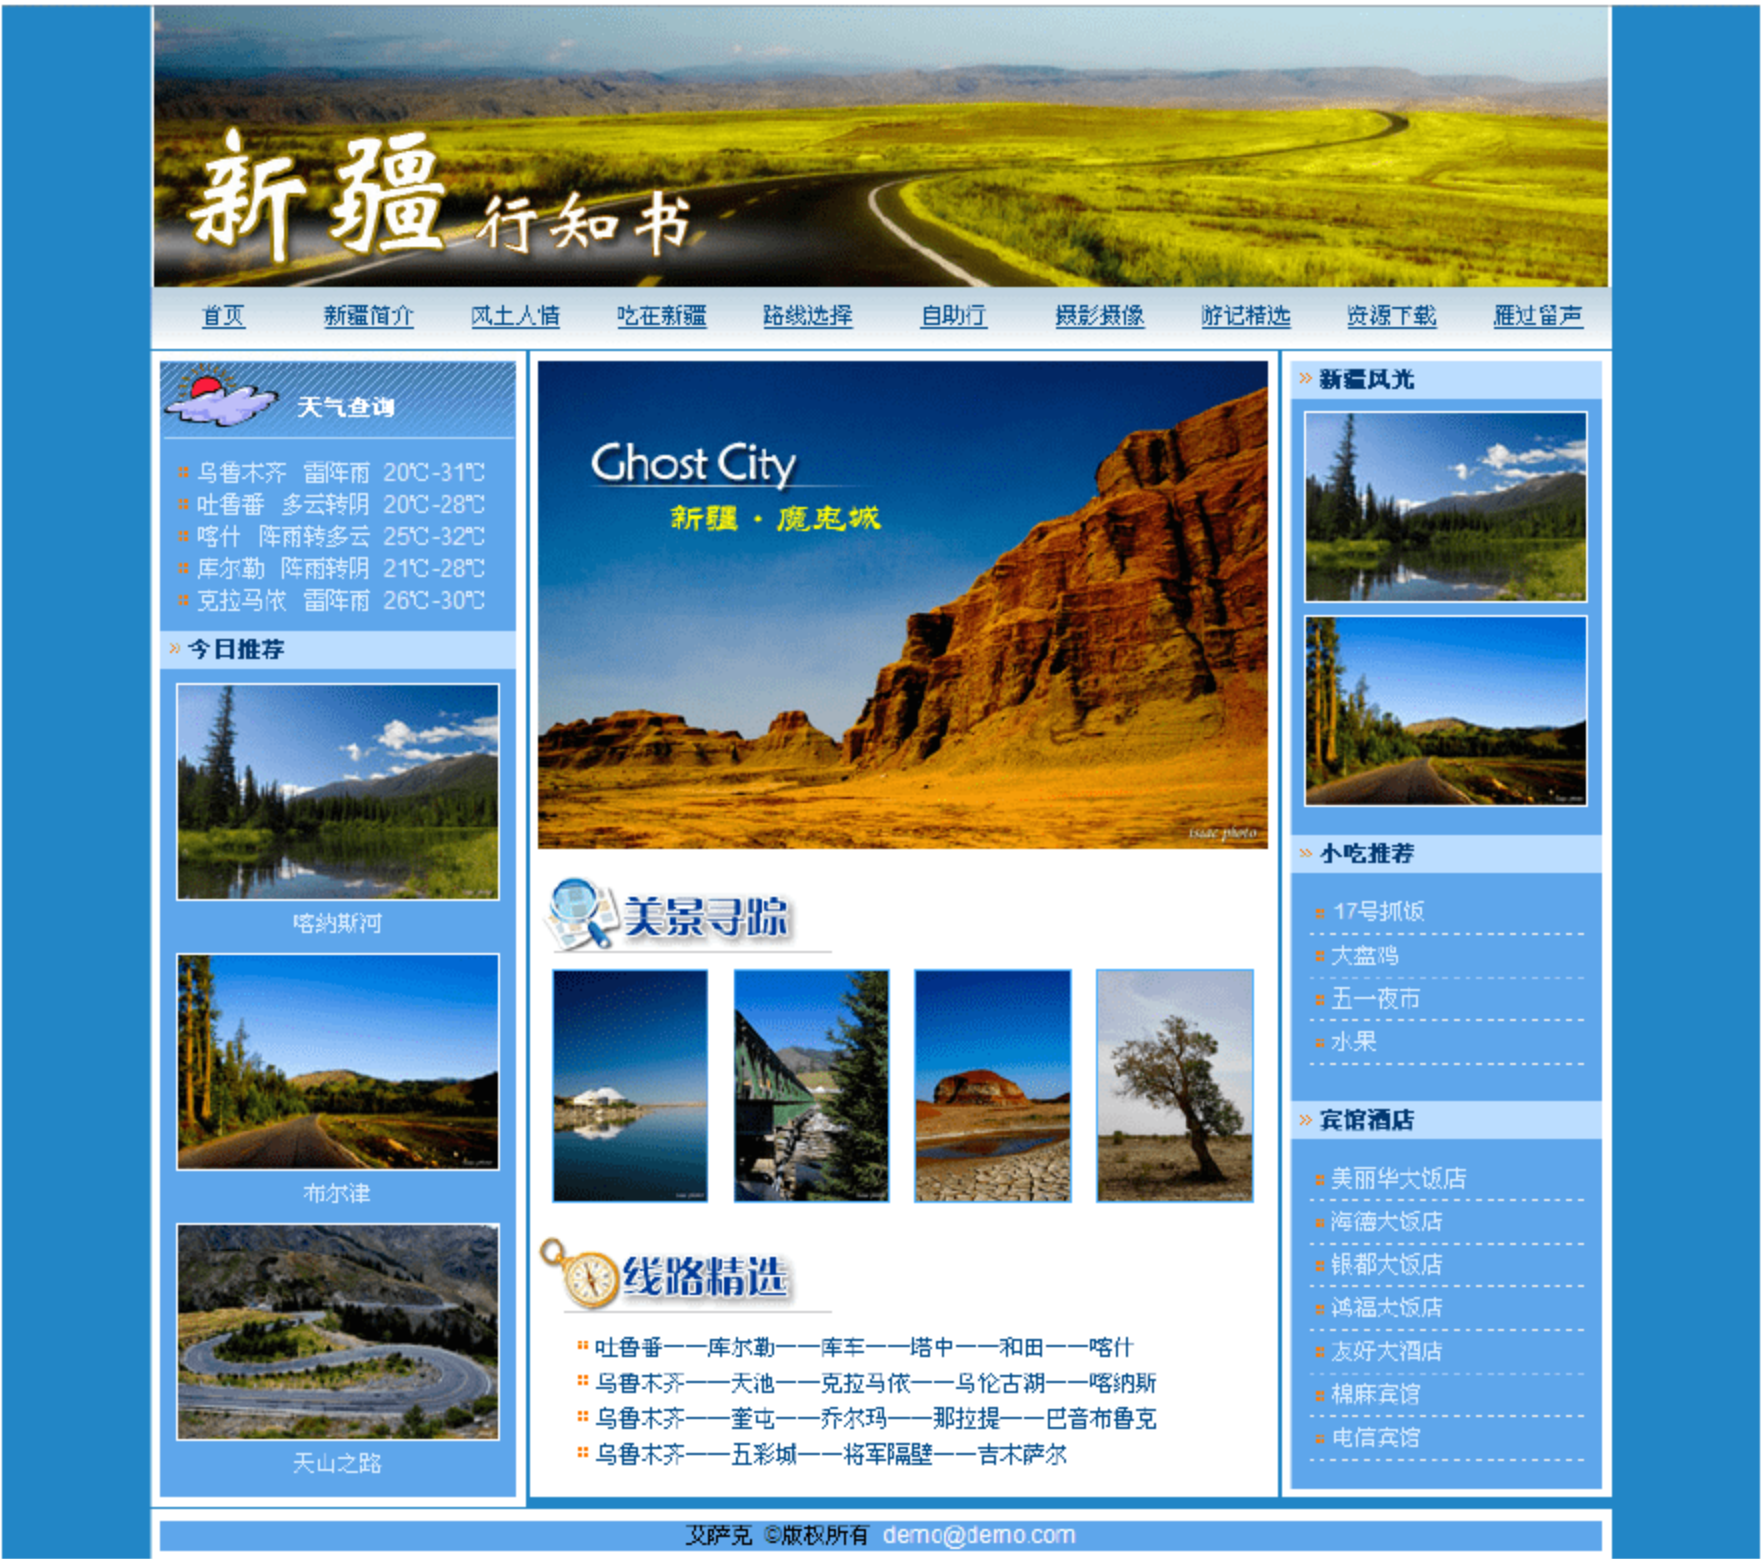 新疆 行知书
首页 新疆简介 风土人情 吃在新疆 路线选择 自助行 摄影摄像 游记精选 资源下载 雁过留声
天气查询
乌鲁木齐 雷阵雨 20℃-31℃
吐鲁番 多云转阴 20℃-28℃
喀什 阵雨转多云 25℃-32℃
库尔勒 阵雨转阴 21℃-28℃
克拉马依 雷阵雨 26℃-30℃
» 今日推荐
喀纳斯河
布尔津
天山之路
Ghost City
新疆·魔鬼城
isaac photo
美景寻踪
线路精选
吐鲁番——库尔勒——库车——塔中——和田——喀什
乌鲁木齐——天池——克拉马依——乌伦古湖——喀纳斯
乌鲁木齐——奎屯——乔尔玛——那拉提——巴音布鲁克
乌鲁木齐——五彩城——将军隔壁——吉木萨尔
» 新疆风光
» 小吃推荐
17号抓饭
大盘鸡
五一夜市
水果
» 宾馆酒店
美丽华大饭店
海德大饭店
银都大饭店
鸿福大饭店
友好大酒店
棉麻宾馆
电信宾馆
艾萨克 ©版权所有 demo@demo.com